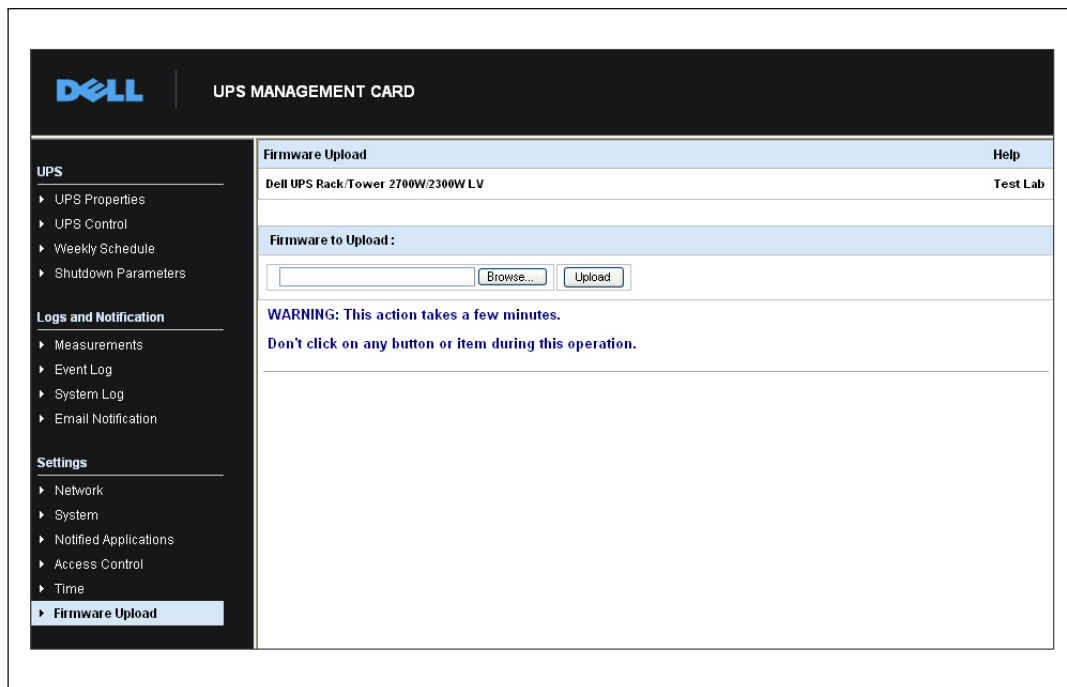 DELL
UPS MANAGEMENT CARD
UPS
UPS Properties
UPS Control
Weekly Schedule
Shutdown Parameters
Logs and Notification
Measurements
Event Log
System Log
Email Notification
Settings
Network
System
Notified Applications
Access Control
Time
Firmware Upload
Firmware Upload Help
Dell UPS Rack/Tower 2700W/2300W LV Test Lab
Firmware to Upload :
Browse... Upload
WARNING: This action takes a few minutes.
Don't click on any button or item during this operation.